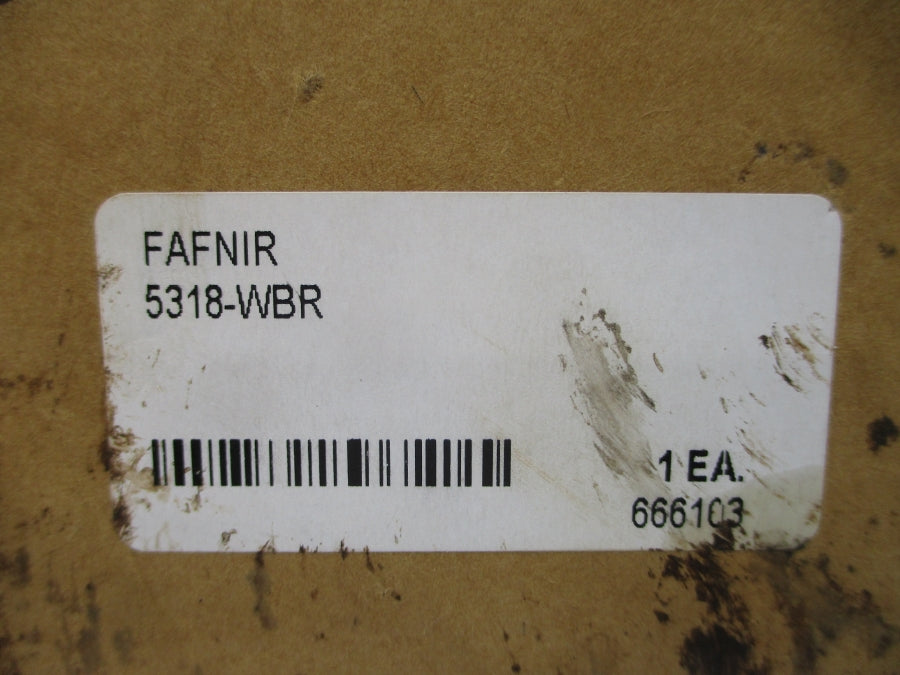 FAFNIR
5318-WBR
1 EA.
666103